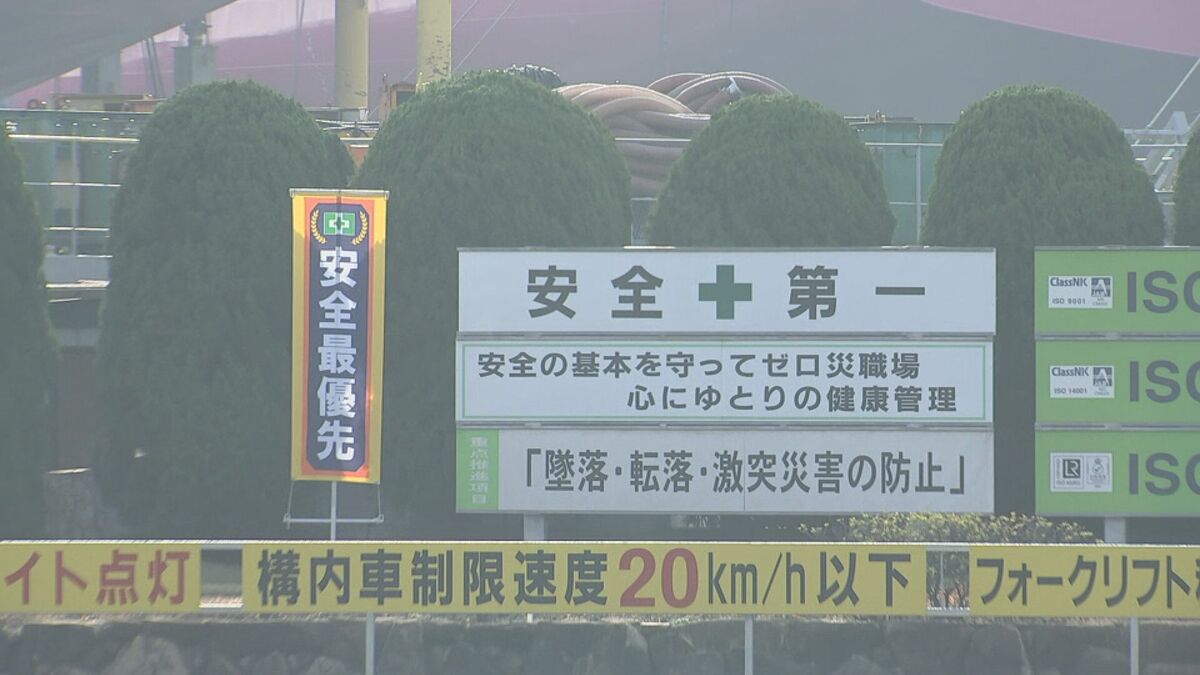 安全最優先
安全✚第一
安全の基本を守ってゼロ災職場
心にゆとりの健康管理
重点推進項目
「墜落・転落・激突災害の防止」
ClassNK
ISO 9001
ISO
ClassNK
ISO 14001
ISO
LR
ISO
イト点灯
構内車制限速度20km/h以下
フォークリフト